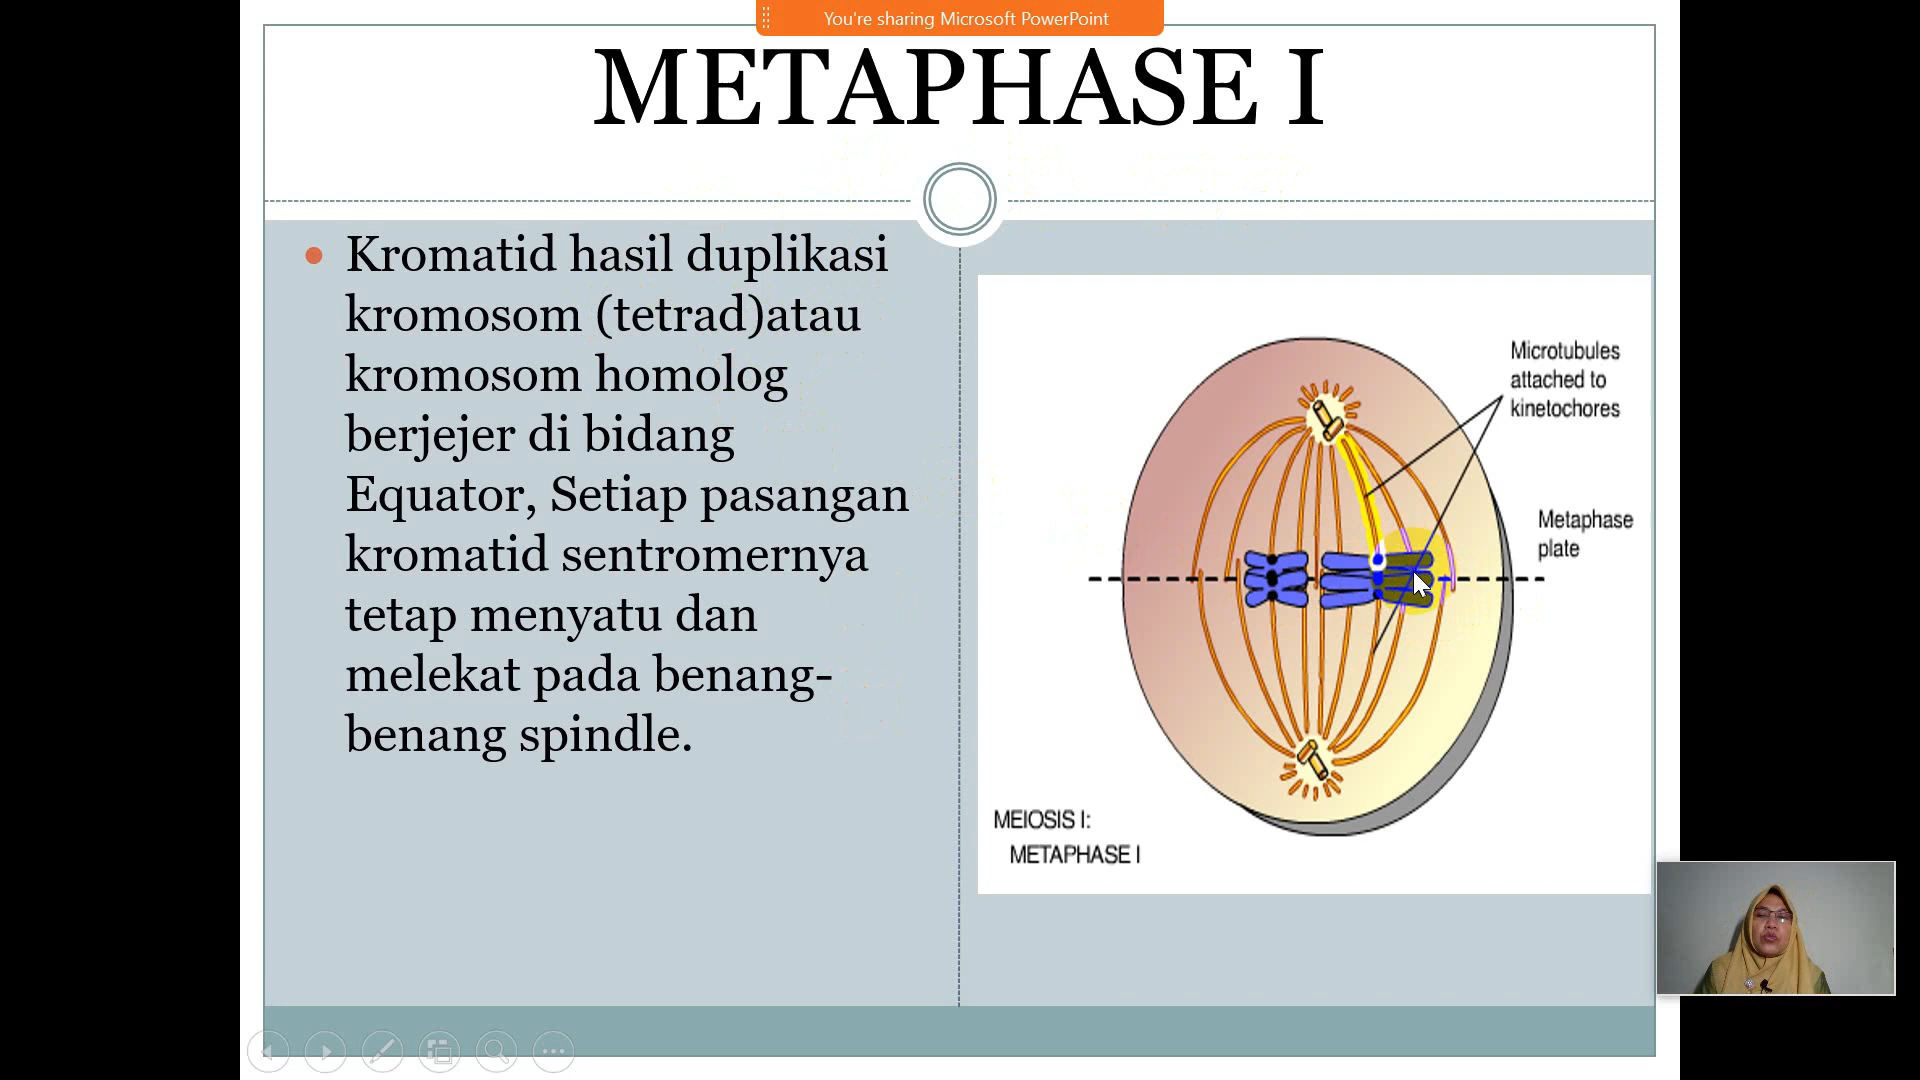 You're sharing Microsoft PowerPoint
METAPHASE I
Kromatid hasil duplikasi
kromosom (tetrad)atau
kromosom homolog
berjejer di bidang
Equator, Setiap pasangan
kromatid sentromernya
tetap menyatu dan
melekat pada benang-
benang spindle.
Microtubules
attached to
kinetochores
Metaphase
plate
MEIOSIS I:
METAPHASE I